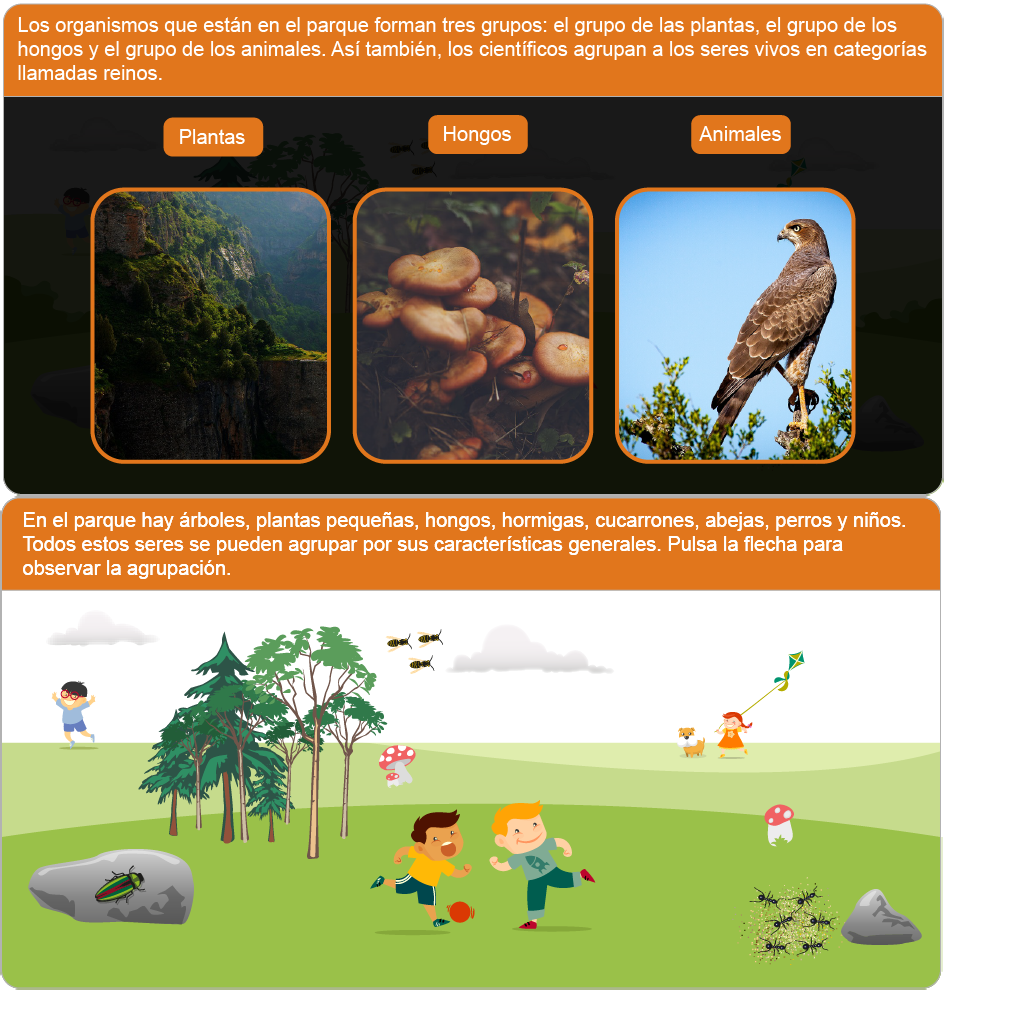 Los organismos que están en el parque forman tres grupos: el grupo de las plantas, el grupo de los
hongos y el grupo de los animales. Así también, los científicos agrupan a los seres vivos en categorías
llamadas reinos.
Plantas
Hongos
Animales
En el parque hay árboles, plantas pequeñas, hongos, hormigas, cucarrones, abejas, perros y niños.
Todos estos seres se pueden agrupar por sus características generales. Pulsa la flecha para
observar la agrupación.